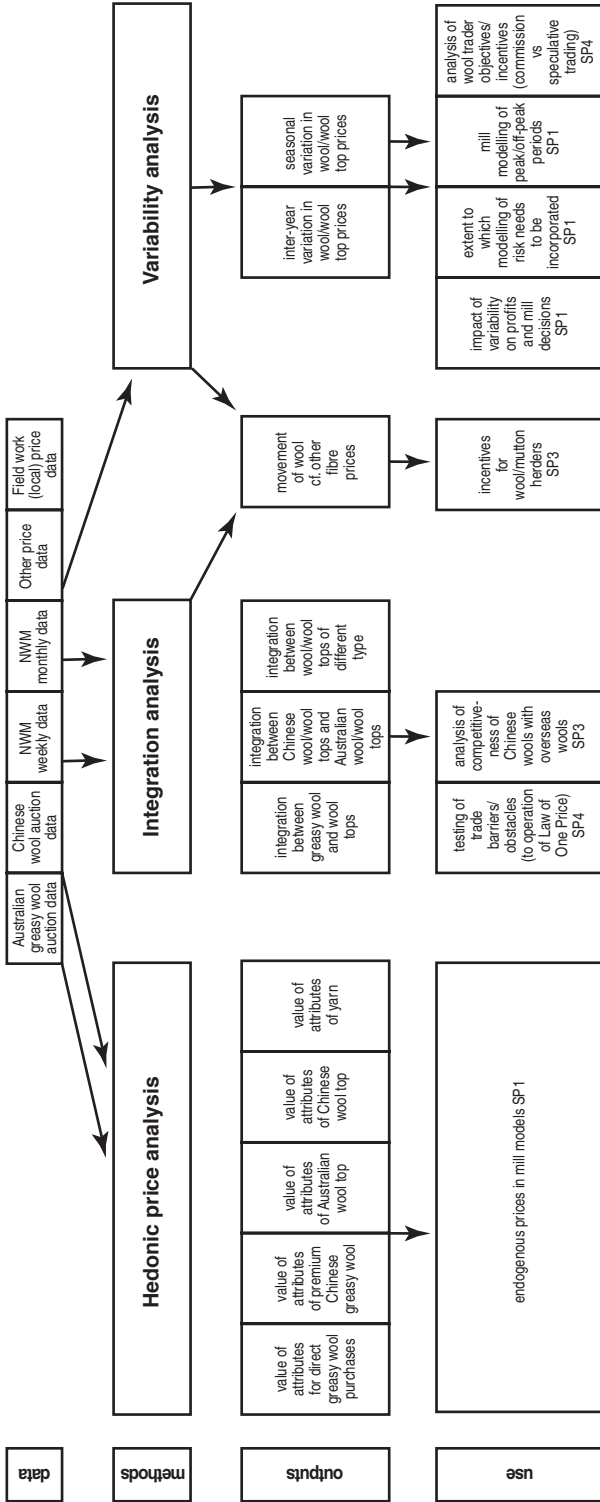 data
Australian
greasy wool
auction data
Chinese
wool auction
data
NWM
weekly data
NWM
monthly data
Other price
data
Field work
(local) price
data
methods
Hedonic price analysis
Integration analysis
Variability analysis
outputs
value of
attributes
for direct
greasy wool
purchases
value of
attributes
of premium
Chinese
greasy wool
value of
attributes
of Australian
wool top
value of
attributes
of Chinese
wool top
value of
attributes
of yarn
integration
between
greasy wool
and wool
tops
integration
between
Chinese
wool/wool
tops and
Australian
wool/wool
tops
integration
between
wool/wool
tops of
different
type
movement
of wool
cf. other
fibre
prices
inter-year
variation in
wool/wool
top prices
seasonal
variation in
wool/wool
top prices
use
endogenous prices in mill models SP1
testing of
trade
barriers/
obstacles
(to operation
of Law of
One Price)
SP4
analysis of
competitive-
ness of
Chinese
wools with
overseas
wools
SP3
incentives
for
wool/mutton
herders
SP3
impact of
variability
on profits
and mill
decisions
SP1
extent to
which
modelling of
risk needs
to be
incorporated
SP1
mill
modelling of
peak/off-peak
periods
SP1
analysis of
wool trader
objectives/
incentives
(commission
vs
speculative
trading)
SP4